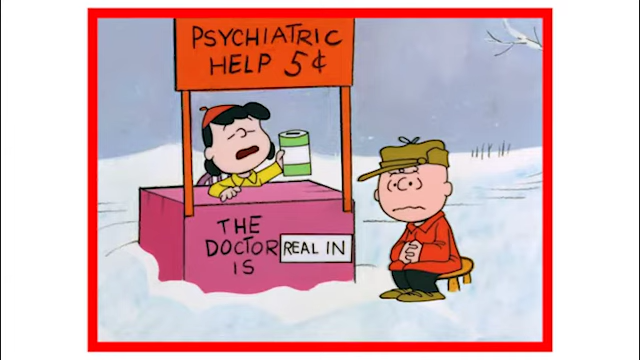 PSYCHIATRIC
HELP 5¢
THE
DOCTOR REAL IN
IS